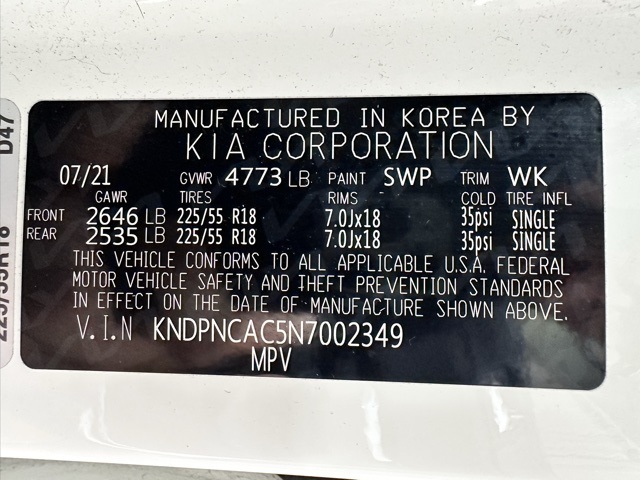 MANUFACTURED IN KOREA BY
KIA CORPORATION
07/21 GVWR 4773 LB PAINT SWP TRIM WK
GAWR TIRES RIMS COLD TIRE INFL
FRONT 2646 LB 225/55 R18 7.0Jx18 35psi SINGLE
REAR 2535 LB 225/55 R18 7.0Jx18 35psi SINGLE
THIS VEHICLE CONFORMS TO ALL APPLICABLE U.S.A. FEDERAL
MOTOR VEHICLE SAFETY AND THEFT PREVENTION STANDARDS
IN EFFECT ON THE DATE OF MANUFACTURE SHOWN ABOVE.
V.I.N KNDPNCAC5N7002349
MPV
225/55R18 D47